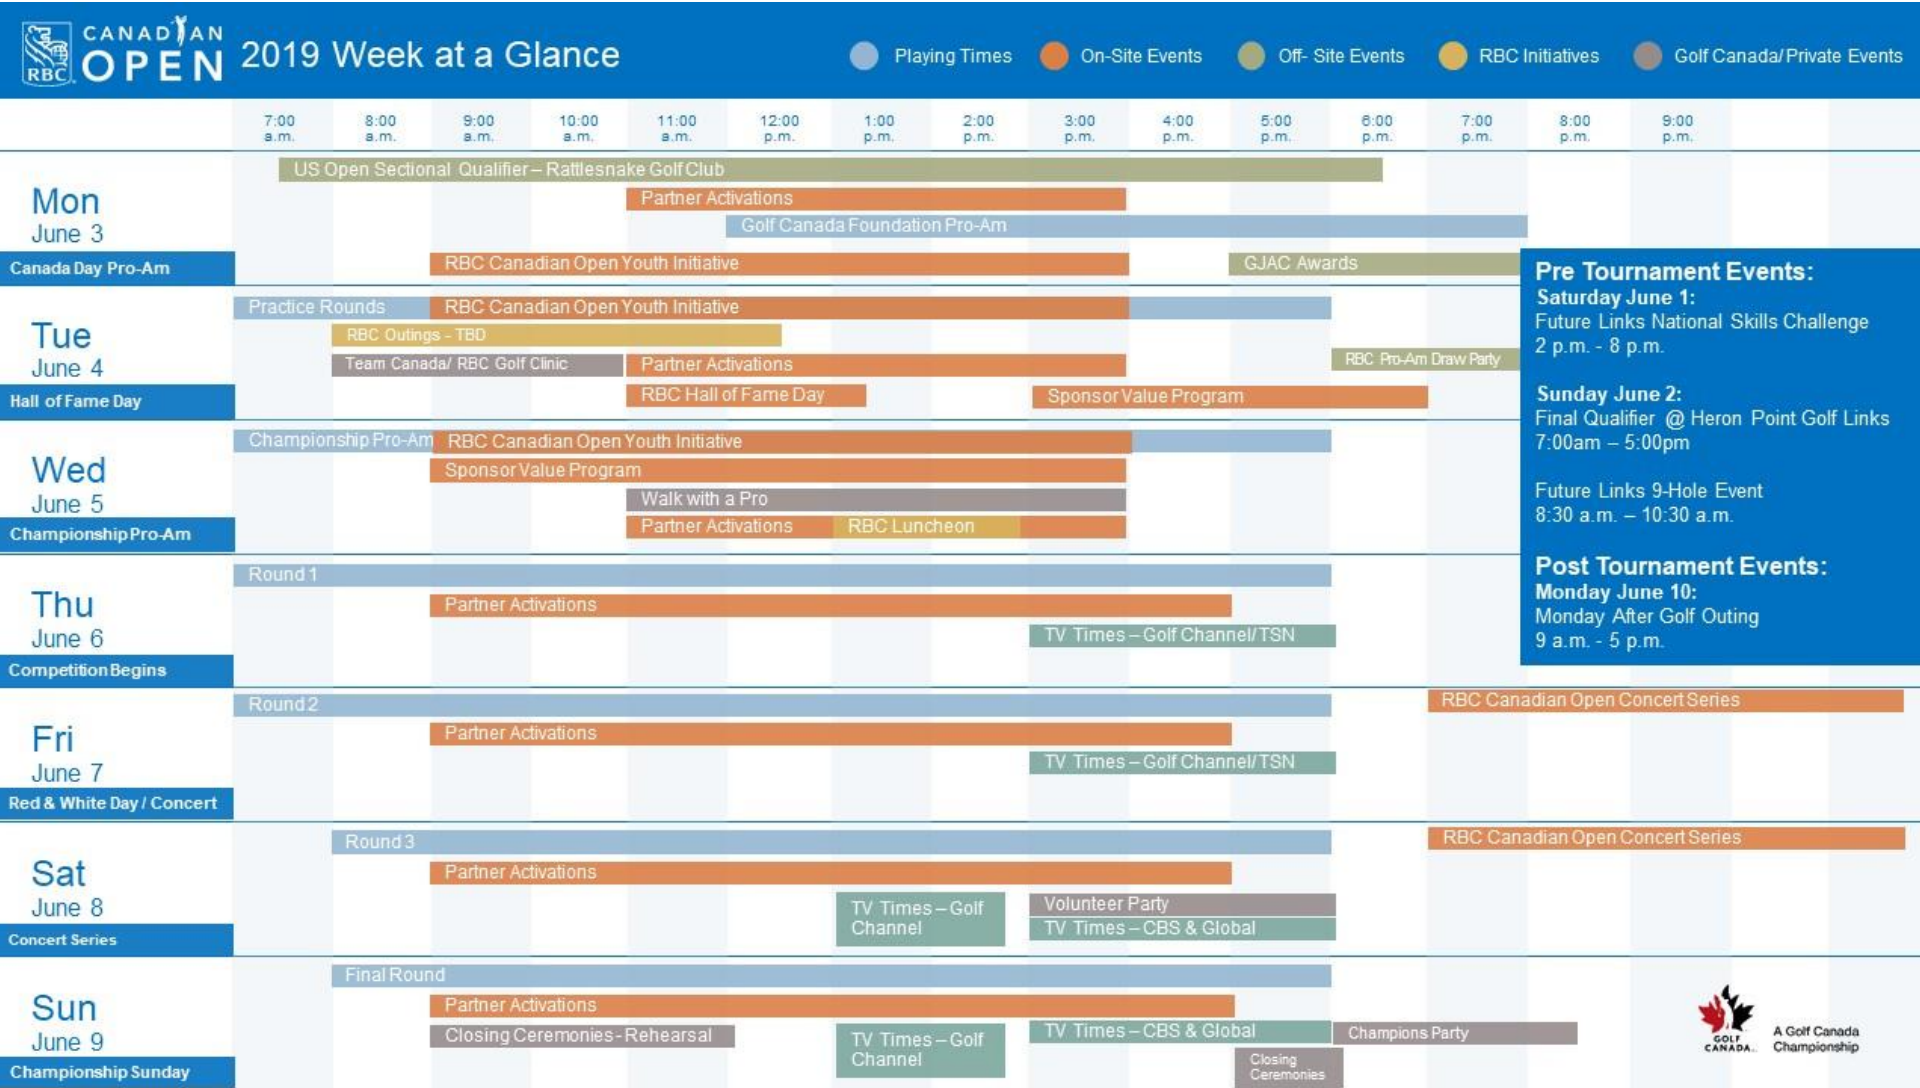 RBC
CANADIAN
OPEN
2019 Week at a Glance
Playing Times
On-Site Events
Off- Site Events
RBC Initiatives
Golf Canada/Private Events
7:00 a.m.
8:00 a.m.
9:00 a.m.
10:00 a.m.
11:00 a.m.
12:00 p.m.
1:00 p.m.
2:00 p.m.
3:00 p.m.
4:00 p.m.
5:00 p.m.
6:00 p.m.
7:00 p.m.
8:00 p.m.
9:00 p.m.
Mon
June 3
Canada Day Pro-Am
US Open Sectional Qualifier – Rattlesnake Golf Club
Partner Activations
Golf Canada Foundation Pro-Am
RBC Canadian Open Youth Initiative
GJAC Awards
Tue
June 4
Hall of Fame Day
Practice Rounds
RBC Canadian Open Youth Initiative
RBC Outings - TBD
Team Canada/ RBC Golf Clinic
Partner Activations
RBC Pro-Am Draw Party
RBC Hall of Fame Day
Sponsor Value Program
Wed
June 5
Championship Pro-Am
Championship Pro-Am
RBC Canadian Open Youth Initiative
Sponsor Value Program
Walk with a Pro
Partner Activations
RBC Luncheon
Thu
June 6
Competition Begins
Round 1
Partner Activations
TV Times – Golf Channel/TSN
Fri
June 7
Red & White Day / Concert
Round 2
RBC Canadian Open Concert Series
Partner Activations
TV Times – Golf Channel/TSN
Sat
June 8
Concert Series
Round 3
RBC Canadian Open Concert Series
Partner Activations
TV Times – Golf
Channel
Volunteer Party
TV Times – CBS & Global
Sun
June 9
Championship Sunday
Final Round
Partner Activations
Closing Ceremonies - Rehearsal
TV Times – Golf
Channel
TV Times – CBS & Global
Champions Party
Closing
Ceremonies
Pre Tournament Events:
Saturday June 1:
Future Links National Skills Challenge
2 p.m. - 8 p.m.
Sunday June 2:
Final Qualifier @ Heron Point Golf Links
7:00am – 5:00pm
Future Links 9-Hole Event
8:30 a.m. – 10:30 a.m.
Post Tournament Events:
Monday June 10:
Monday After Golf Outing
9 a.m. - 5 p.m.
GOLF
CANADA
A Golf Canada
Championship